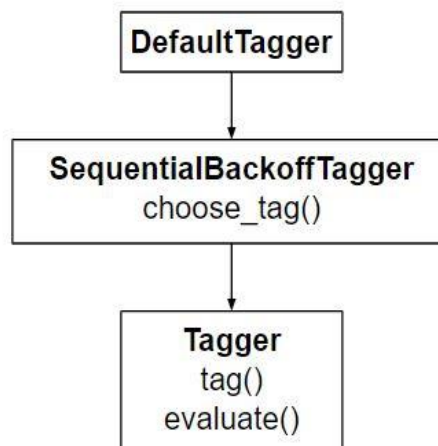 DefaultTagger
SequentialBackoffTagger
choose_tag()
Tagger
tag()
evaluate()